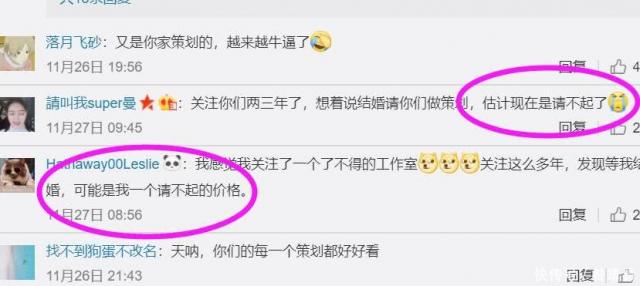 共10条回复
落月飞砂：又是你家策划的，越来越牛逼了
11月26日 19:56
回复 4
請叫我super曼：关注你们两三年了，想着说结婚请你们做策划，估计现在是请不起了
11月27日 09:45
回复 2
Hathaway00Leslie：我感觉我关注了一个了不得的工作室关注这么多年，发现等我结
婚，可能是我一个请不起的价格。
11月27日 08:56
回复 2
找不到狗蛋不改名：天呐，你们的每一个策划都好好看
11月26日 21:43
回复